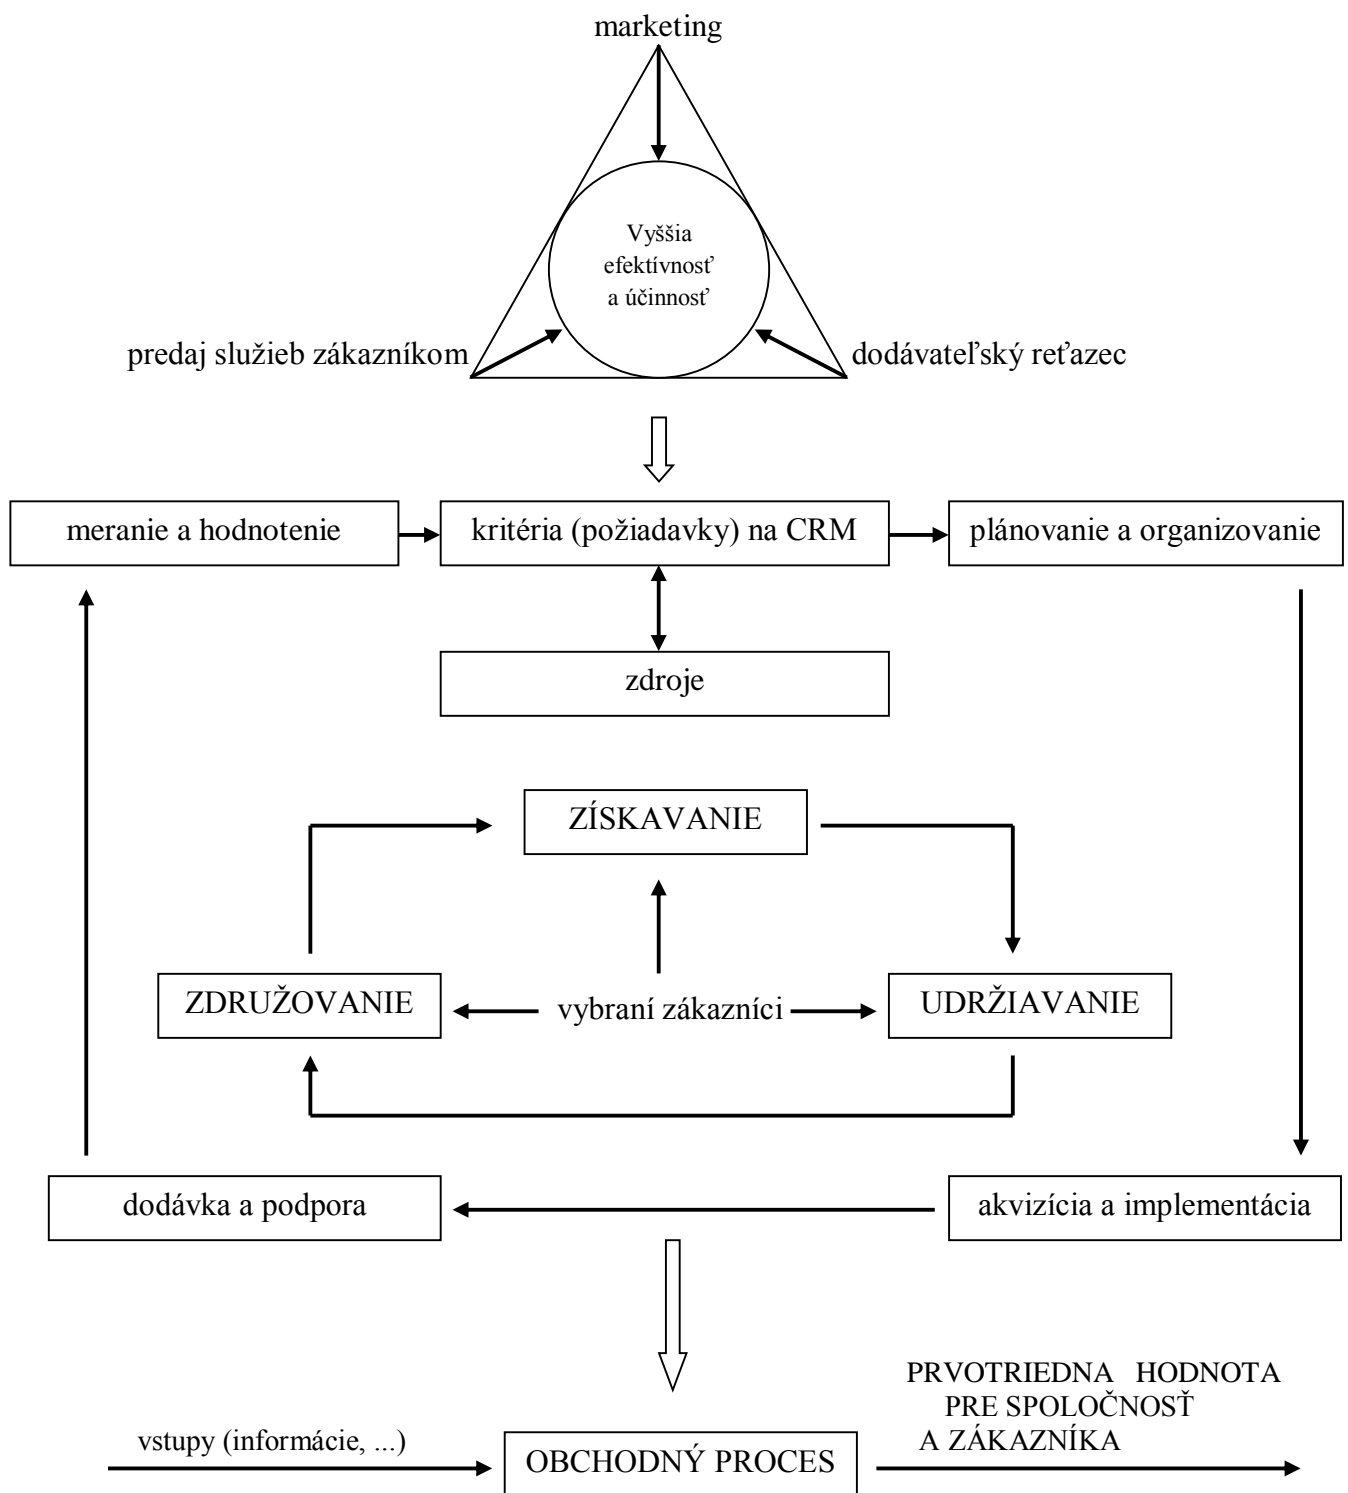 marketing
Vyššia
efektívnosť
a účinnosť
predaj služieb zákazníkom
dodávateľský reťazec
meranie a hodnotenie
kritéria (požiadavky) na CRM
plánovanie a organizovanie
zdroje
ZÍSKAVANIE
ZDRUŽOVANIE
vybraní zákazníci
UDRŽIAVANIE
dodávka a podpora
akvizícia a implementácia
PRVOTRIEDNA HODNOTA
PRE SPOLOČNOSŤ
A ZÁKAZNÍKA
vstupy (informácie, ...)
OBCHODNÝ PROCES